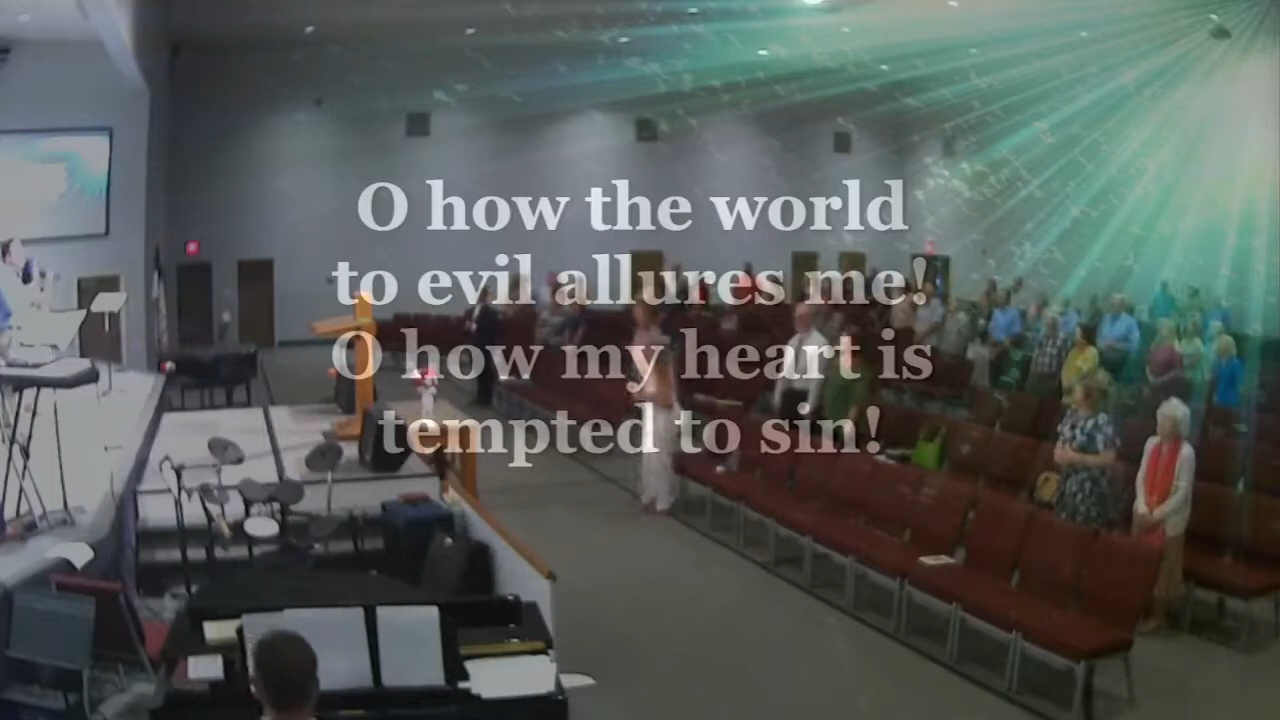 O how the world
to evil allures me!
O how my heart is
tempted to sin!